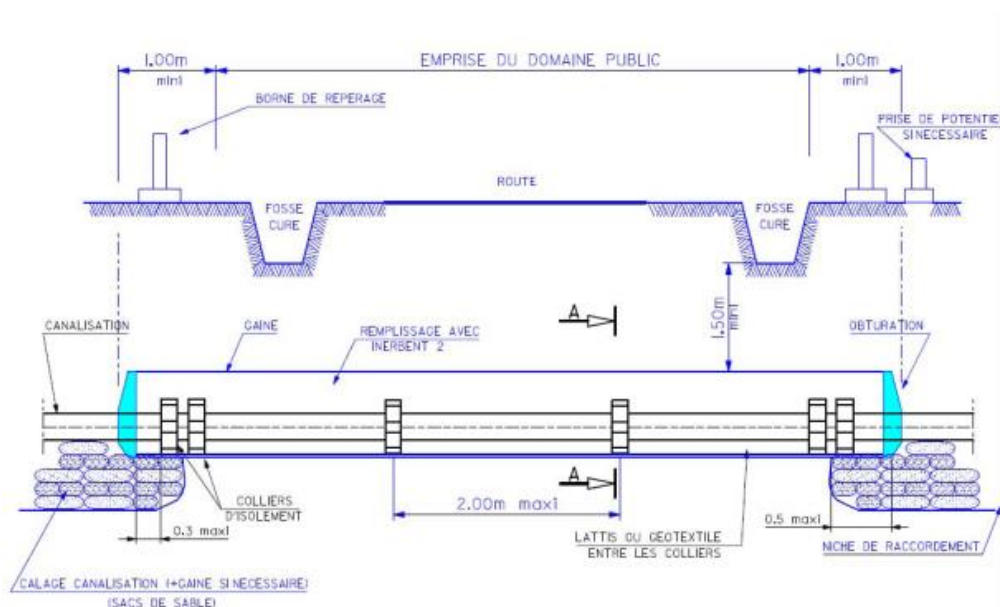 1.00m
mini
EMPRISE DU DOMAINE PUBLIC
1.00m
mini
BORNE DE REPERAGE
PRISE DE POTENTIE
SI NECESSAIRE
ROUTE
FOSSE
CURE
FOSSE
CURE
A
1.50m
mini
CANALISATION
GAINE
REMPLISSAGE AVEC
INERBENT 2
OBTURATION
A
COLLIERS
D'ISOLEMENT
2.00m maxi
0.3 maxi
0.5 maxi
LATTIS OU GEOTEXTILE
ENTRE LES COLLIERS
NICHE DE RACCORDEMENT
CALAGE CANALISATION (+GAINE SI NECESSAIRE)
(SACS DE SABLE)